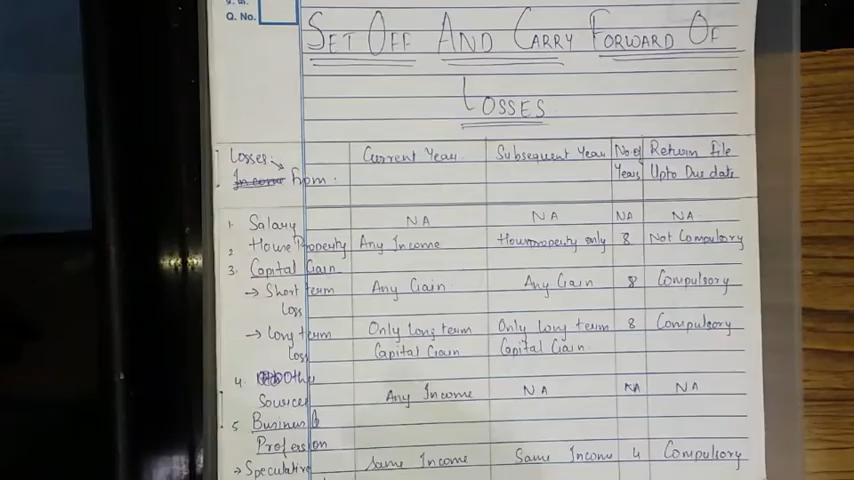 Q. No.
SET OFF AND CARRY FORWARD OF
LOSSES
Losses from: Current Year Subsequent Year No of Years Return file Upto Due date
1. Salary NA NA NA NA
2. House Property Any Income House property only 8 Not Compulsory
3. Capital Gain
→ Short term Loss Any Gain Any Gain 8 Compulsory
→ Long term Loss Only Long term Capital Gain Only Long term Capital Gain 8 Compulsory
4. Other Sources Any Income NA NA NA
5. Business & Profession
→ Speculative Same Income Same Income 4 Compulsory